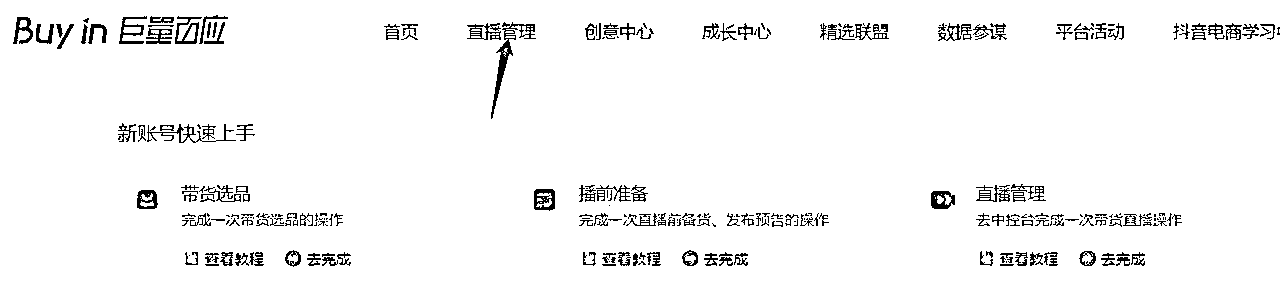 Buy in 巨量百应
首页 直播管理 创意中心 成长中心 精选联盟 数据参谋 平台活动 抖音电商学习
新账号快速上手
带货选品 播前准备 直播管理
完成一次带货选品的操作 完成一次直播前备货、发布预告的操作 去中控台完成一次带货直播操作
查看教程 去完成 查看教程 去完成 查看教程 去完成